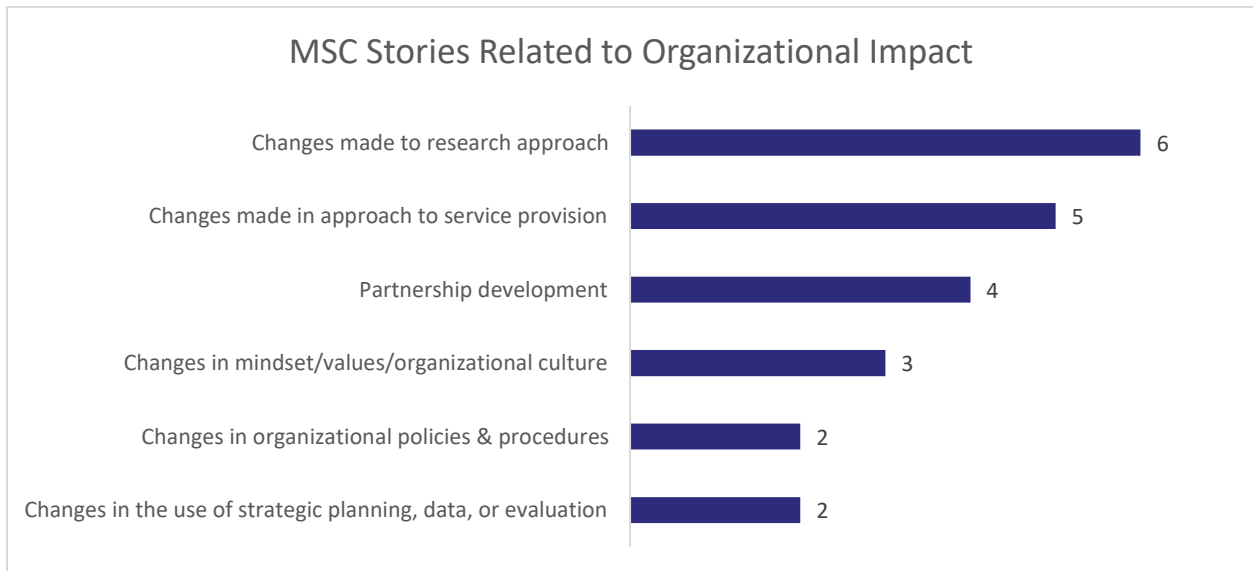 MSC Stories Related to Organizational Impact
Changes made to research approach 6
Changes made in approach to service provision 5
Partnership development 4
Changes in mindset/values/organizational culture 3
Changes in organizational policies & procedures 2
Changes in the use of strategic planning, data, or evaluation 2